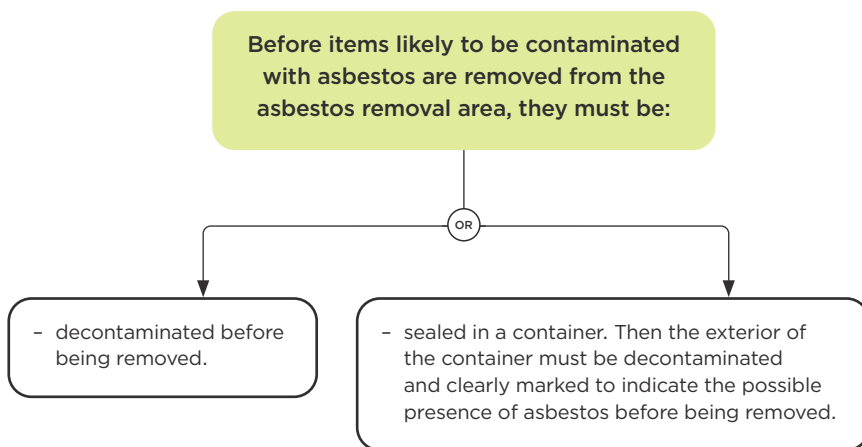 Before items likely to be contaminated
with asbestos are removed from the
asbestos removal area, they must be:
OR
– decontaminated before
being removed.
– sealed in a container. Then the exterior of
the container must be decontaminated
and clearly marked to indicate the possible
presence of asbestos before being removed.